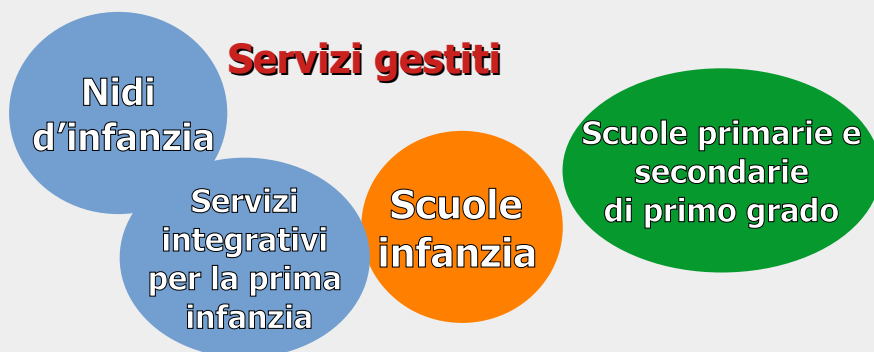 Servizi gestiti
Nidi
d’infanzia
Servizi
integrativi
per la prima
infanzia
Scuole
infanzia
Scuole primarie e
secondarie
di primo grado